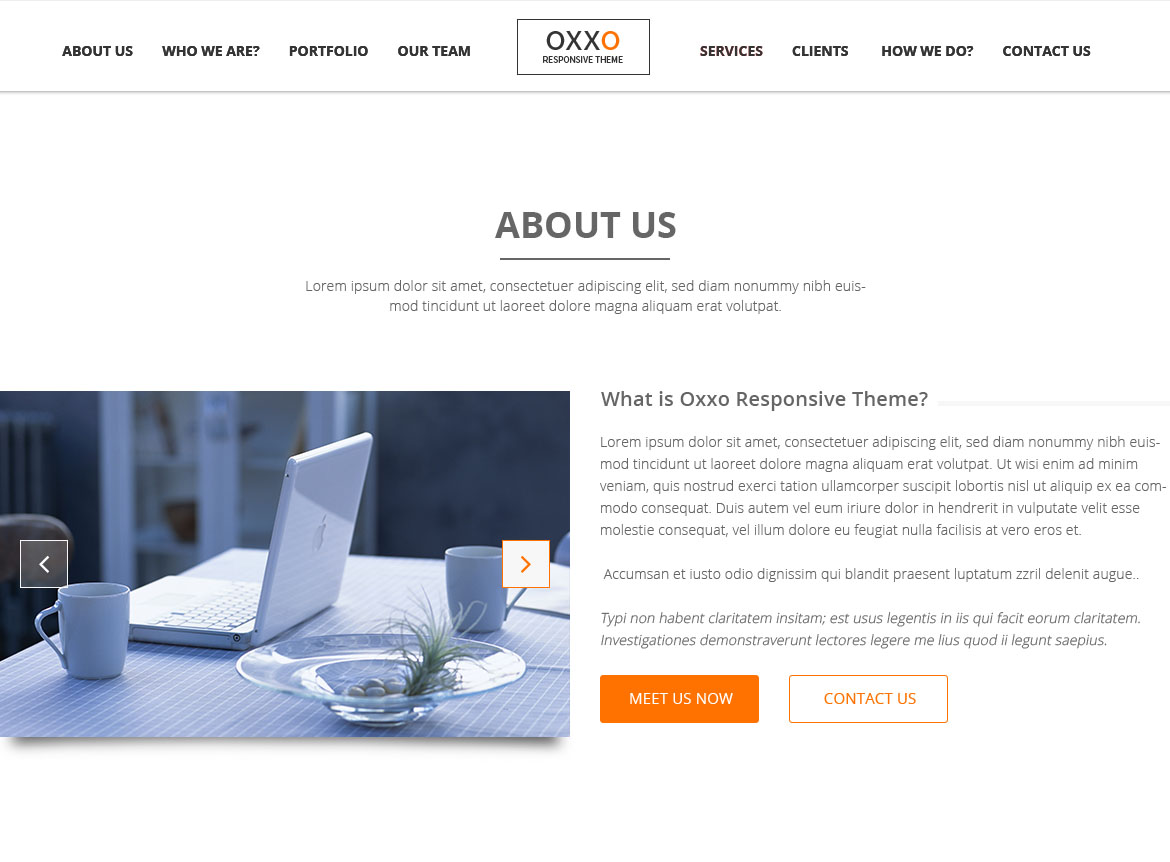 ABOUT US WHO WE ARE? PORTFOLIO OUR TEAM OXXO SERVICES CLIENTS HOW WE DO? CONTACT US
RESPONSIVE THEME
ABOUT US
Lorem ipsum dolor sit amet, consectetuer adipiscing elit, sed diam nonummy nibh euis-
mod tincidunt ut laoreet dolore magna aliquam erat volutpat.
What is Oxxo Responsive Theme?
Lorem ipsum dolor sit amet, consectetuer adipiscing elit, sed diam nonummy nibh euis-
mod tincidunt ut laoreet dolore magna aliquam erat volutpat. Ut wisi enim ad minim
veniam, quis nostrud exerci tation ullamcorper suscipit lobortis nisl ut aliquip ex ea com-
modo consequat. Duis autem vel eum iriure dolor in hendrerit in vulputate velit esse
molestie consequat, vel illum dolore eu feugiat nulla facilisis at vero eros et.
Accumsan et iusto odio dignissim qui blandit praesent luptatum zzril delenit augue..
Typi non habent claritatem insitam; est usus legentis in iis qui facit eorum claritatem.
Investigationes demonstraverunt lectores legere me lius quod ii legunt saepius.
MEET US NOW CONTACT US